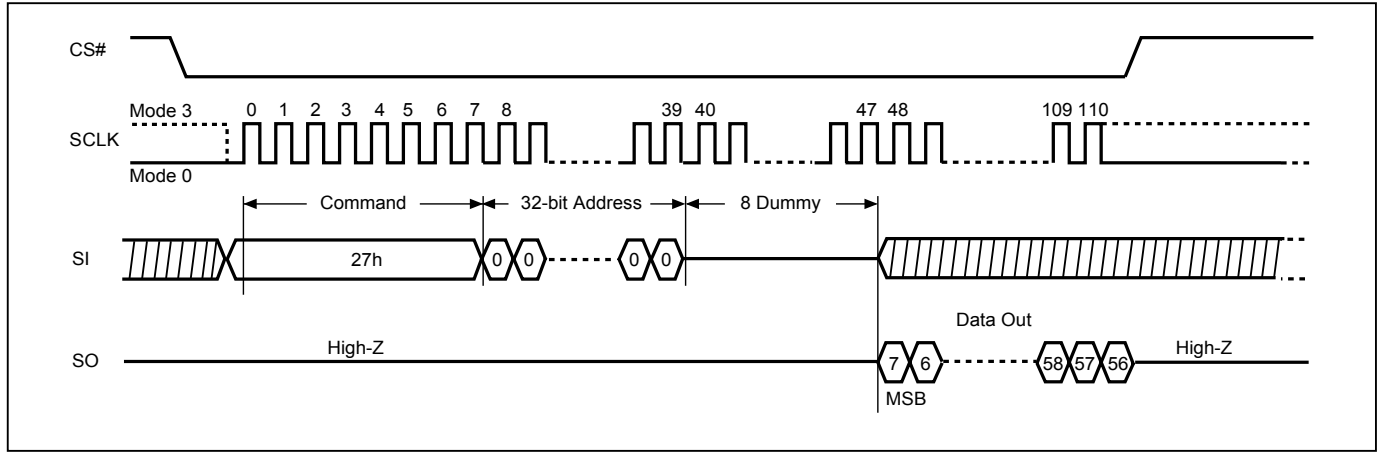 CS#
Mode 3
0 1 2 3 4 5 6 7 8 39 40 47 48 109 110
SCLK
Mode 0
Command 32-bit Address 8 Dummy
SI 27h 0 0 0 0
Data Out
SO High-Z 7 6 58 57 56 High-Z
MSB